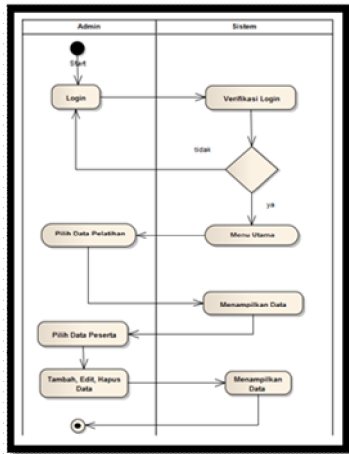 Admin
Sistem
Start
Login
Verifikasi Login
tidak
ya
Pilih Data Pelatihan
Menu Utama
Menampilkan Data
Pilih Data Peserta
Tambah, Edit, Hapus
Data
Menampilkan
Data